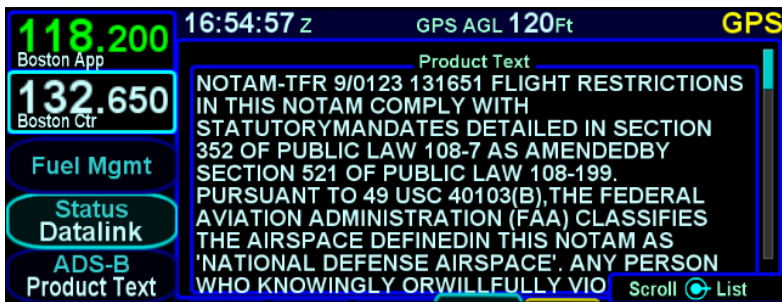 118.200
Boston App
132.650
Boston Ctr
Fuel Mgmt
Status
Datalink
ADS-B
Product Text
16:54:57 Z
GPS AGL 120Ft
GPS
Product Text
NOTAM-TFR 9/0123 131651 FLIGHT RESTRICTIONS
IN THIS NOTAM COMPLY WITH
STATUTORYMANDATES DETAILED IN SECTION
352 OF PUBLIC LAW 108-7 AS AMENDEDBY
SECTION 521 OF PUBLIC LAW 108-199.
PURSUANT TO 49 USC 40103(B),THE FEDERAL
AVIATION ADMINISTRATION (FAA) CLASSIFIES
THE AIRSPACE DEFINEDIN THIS NOTAM AS
'NATIONAL DEFENSE AIRSPACE'. ANY PERSON
WHO KNOWINGLY ORWILLFULLY VIO
Scroll List